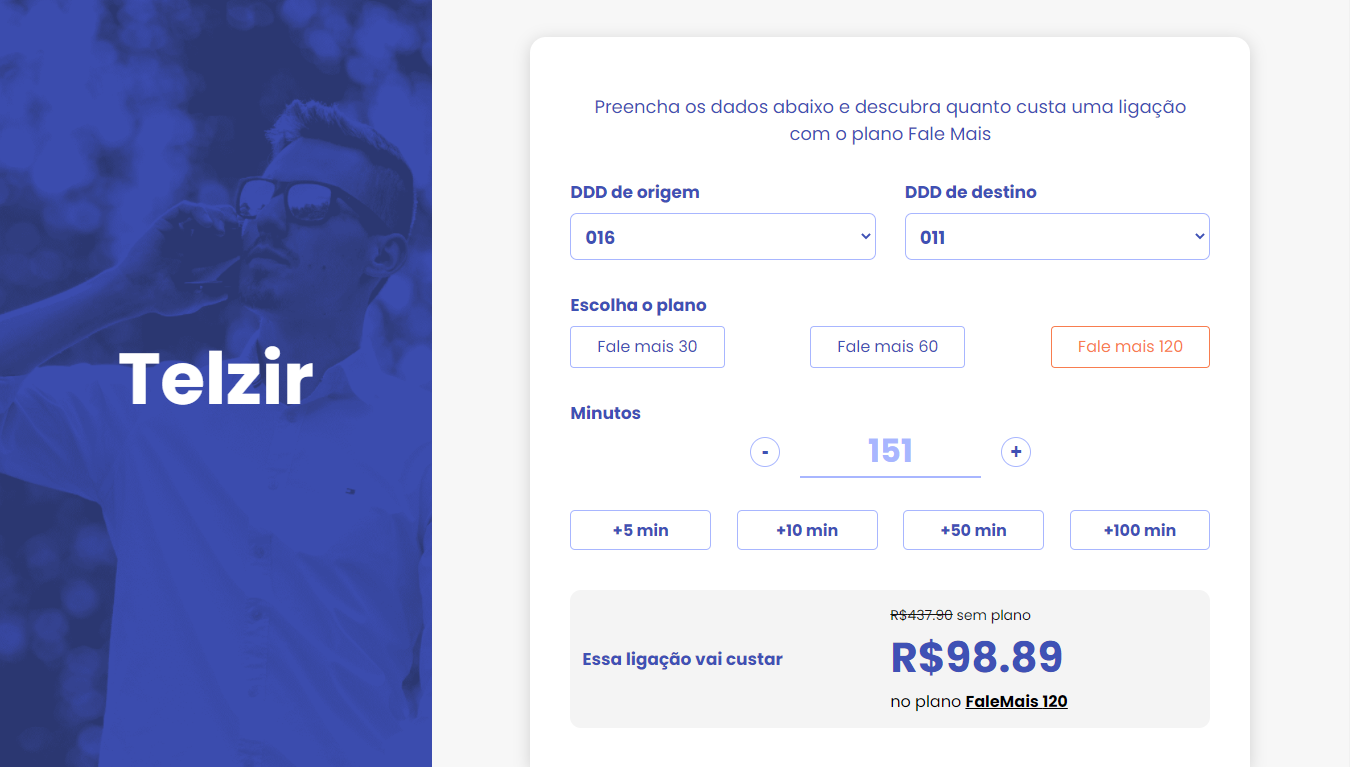 Telzir
Preencha os dados abaixo e descubra quanto custa uma ligação
com o plano Fale Mais
DDD de origem
DDD de destino
016
011
Escolha o plano
Fale mais 30
Fale mais 60
Fale mais 120
Minutos
-
151
+
+5 min
+10 min
+50 min
+100 min
R$437.90 sem plano
Essa ligação vai custar
R$98.89
no plano FaleMais 120